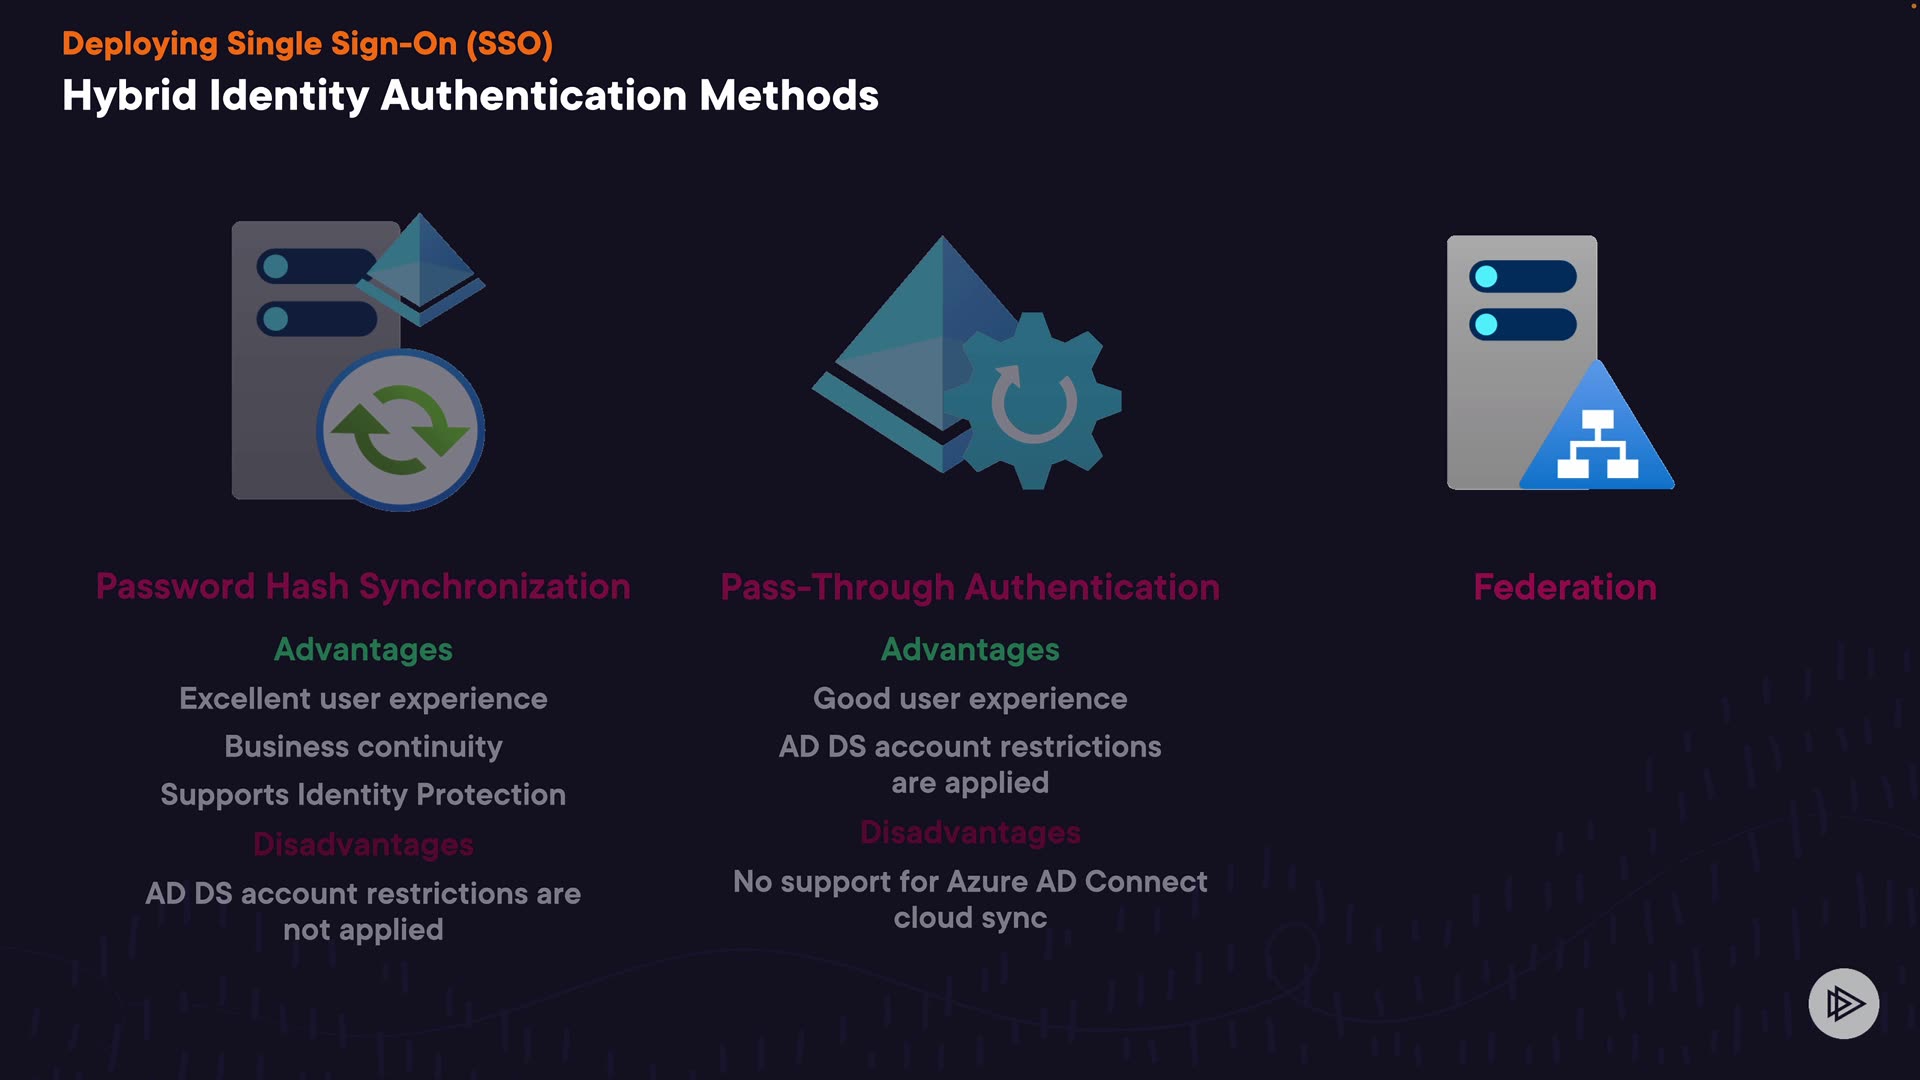 Deploying Single Sign-On (SSO)
Hybrid Identity Authentication Methods
Password Hash Synchronization
Advantages
Excellent user experience
Business continuity
Supports Identity Protection
Disadvantages
AD DS account restrictions are
not applied
Pass-Through Authentication
Advantages
Good user experience
AD DS account restrictions
are applied
Disadvantages
No support for Azure AD Connect
cloud sync
Federation